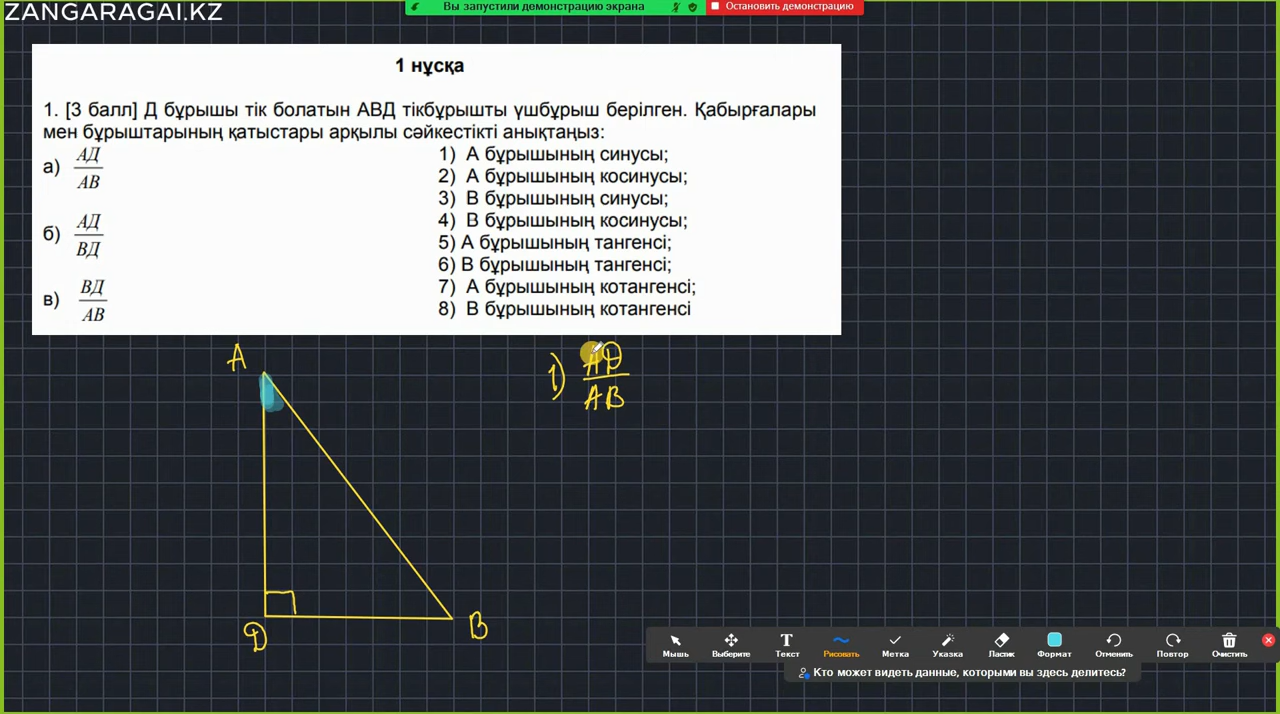 ZANGARAGAI.KZ
Вы запустили демонстрацию экрана
Остановить демонстрацию
1 нұсқа
1. [3 балл] Д бұрышы тік болатын АВД тікбұрышты үшбұрыш берілген. Қабырғалары
мен бұрыштарының қатыстары арқылы сәйкестікті анықтаңыз:
а) АД
АВ
б) АД
ВД
в) ВД
АВ
1) А бұрышының синусы;
2) А бұрышының косинусы;
3) В бұрышының синусы;
4) В бұрышының косинусы;
5) А бұрышының тангенсі;
6) В бұрышының тангенсі;
7) А бұрышының котангенсі;
8) В бұрышының котангенсі
A
1) AD
AB
D
B
Мышь
Выберите
Текст
Рисовать
Метка
Указка
Ластик
Формат
Отменить
Повтор
Очистить
Кто может видеть данные, которыми вы здесь делитесь?